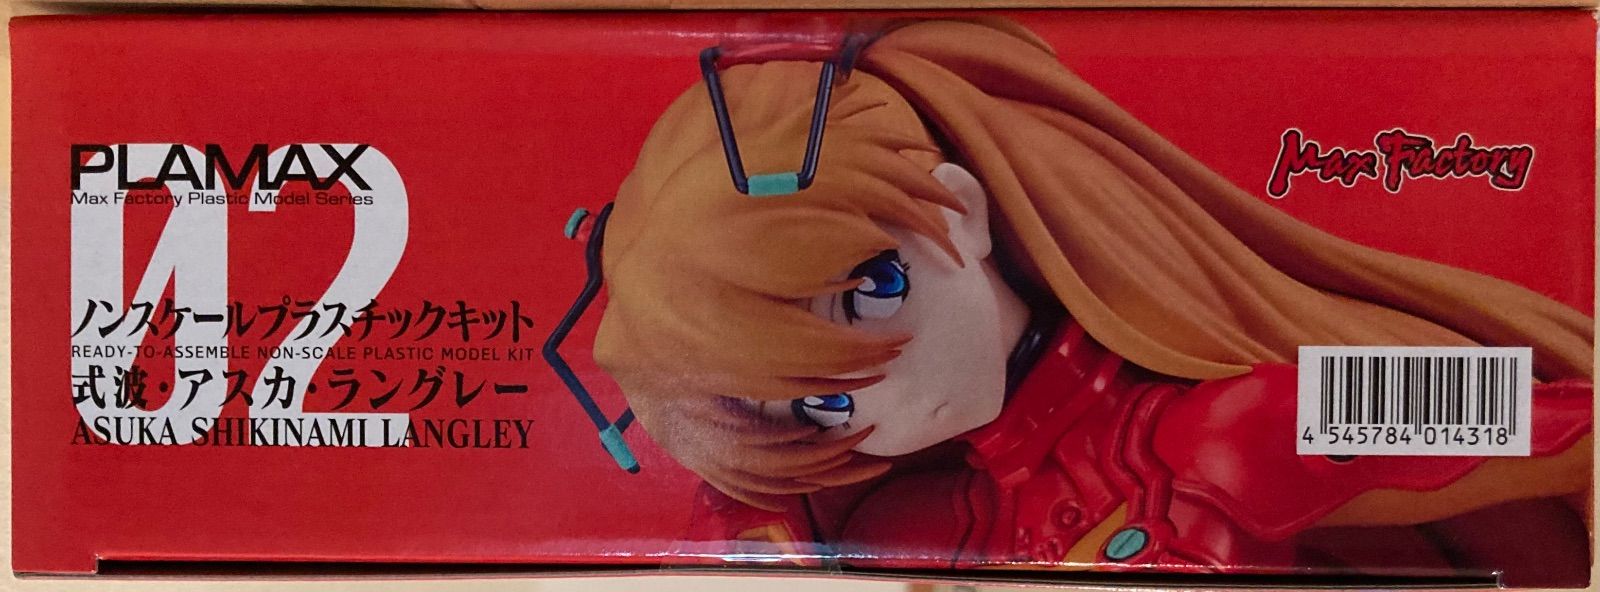 PLAMAX
Max Factory Plastic Model Series
02
ノンスケールプラスチックキット
READY-TO-ASSEMBLE NON-SCALE PLASTIC MODEL KIT
式波・アスカ・ラングレー
ASUKA SHIKINAMI LANGLEY
Max Factory
4 545784 014318